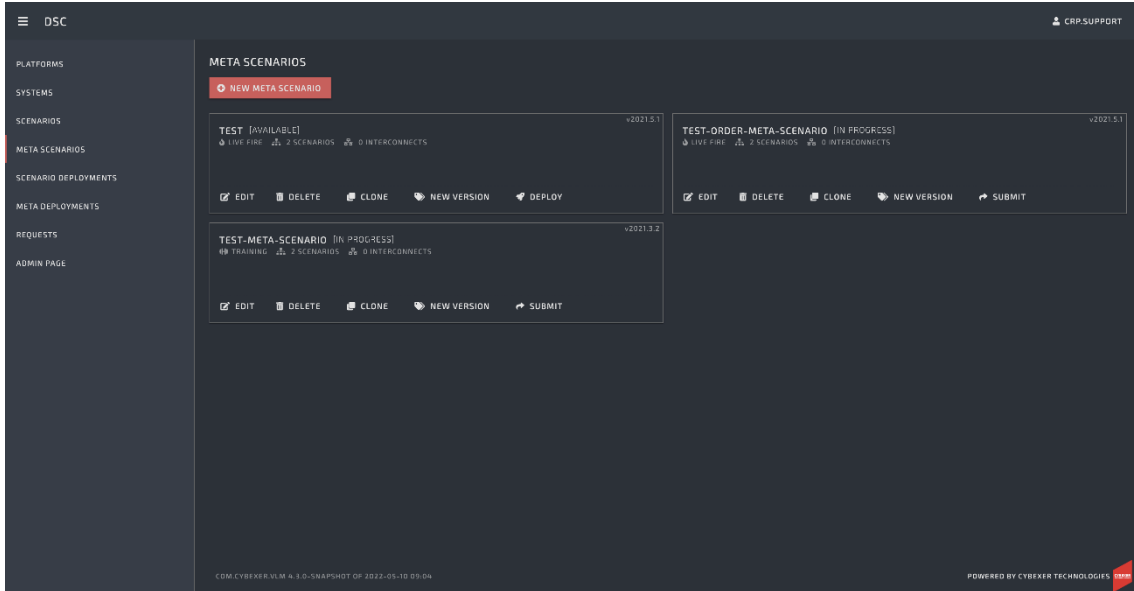 DSC
CRP.SUPPORT
PLATFORMS
SYSTEMS
SCENARIOS
META SCENARIOS
SCENARIO DEPLOYMENTS
META DEPLOYMENTS
REQUESTS
ADMIN PAGE
META SCENARIOS
NEW META SCENARIO
v2021.5.1
TEST [AVAILABLE]
LIVE FIRE 2 SCENARIOS 0 INTERCONNECTS
EDIT DELETE CLONE NEW VERSION DEPLOY
v2021.5.1
TEST-ORDER-META-SCENARIO [IN PROGRESS]
LIVE FIRE 2 SCENARIOS 0 INTERCONNECTS
EDIT DELETE CLONE NEW VERSION SUBMIT
v2021.3.2
TEST-META-SCENARIO [IN PROGRESS]
TRAINING 2 SCENARIOS 0 INTERCONNECTS
EDIT DELETE CLONE NEW VERSION SUBMIT
COM.CYBEXER.VLM 4.3.0-SNAPSHOT OF 2022-05-10 09:04
POWERED BY CYBEXER TECHNOLOGIES